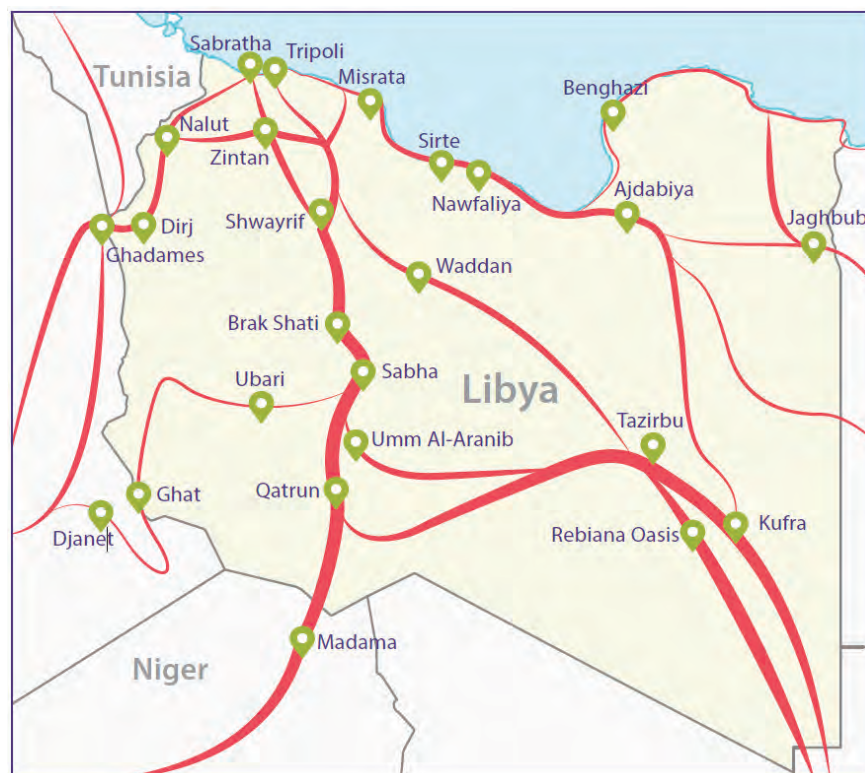 Sabratha
Tripoli
Tunisia
Misrata
Benghazi
Nalut
Zintan
Sirte
Nawfaliya
Ajdabiya
Shwayrif
Dirj
Jaghbub
Ghadames
Waddan
Brak Shati
Sabha
Ubari
Libya
Tazirbu
Umm Al-Aranib
Qatrun
Ghat
Djanet
Rebiana Oasis
Kufra
Madama
Niger